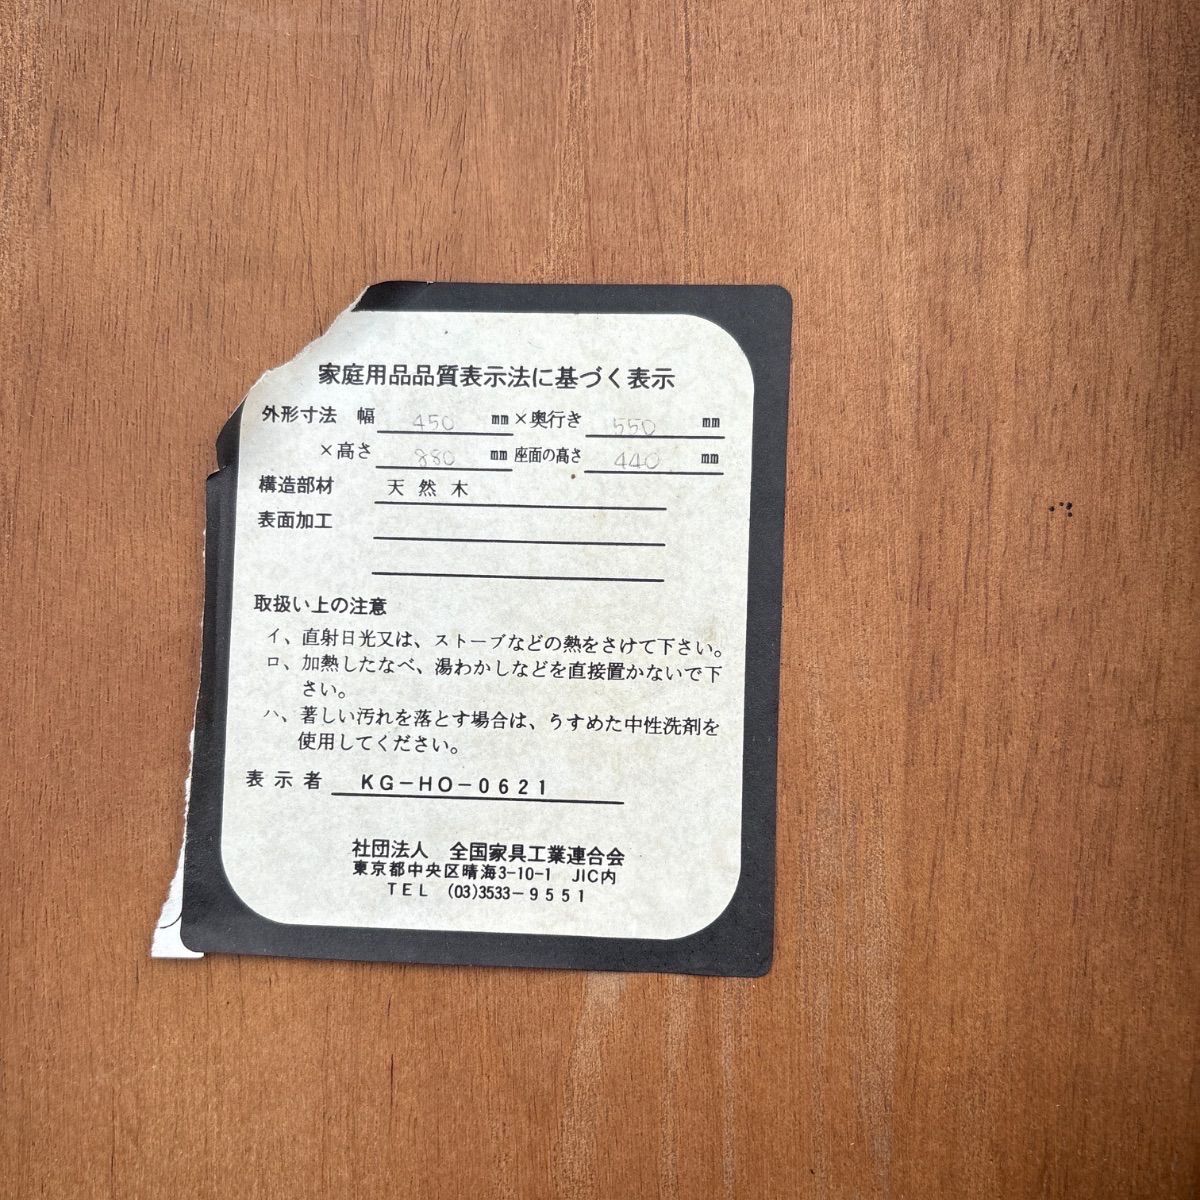 家庭用品品質表示法に基づく表示
外形寸法 幅 450 ㎜×奥行き 550 ㎜
×高さ 880 ㎜ 座面の高さ 440 ㎜
構造部材 天然木
表面加工
取扱い上の注意
イ、直射日光又は、ストーブなどの熱をさけて下さい。
ロ、加熱したなべ、湯わかしなどを直接置かないで下
さい。
ハ、著しい汚れを落とす場合は、うすめた中性洗剤を
使用してください。
表示者 KG-HO-0621
社団法人 全国家具工業連合会
東京都中央区晴海3-10-1 JIC内
TEL (03)3533-9551